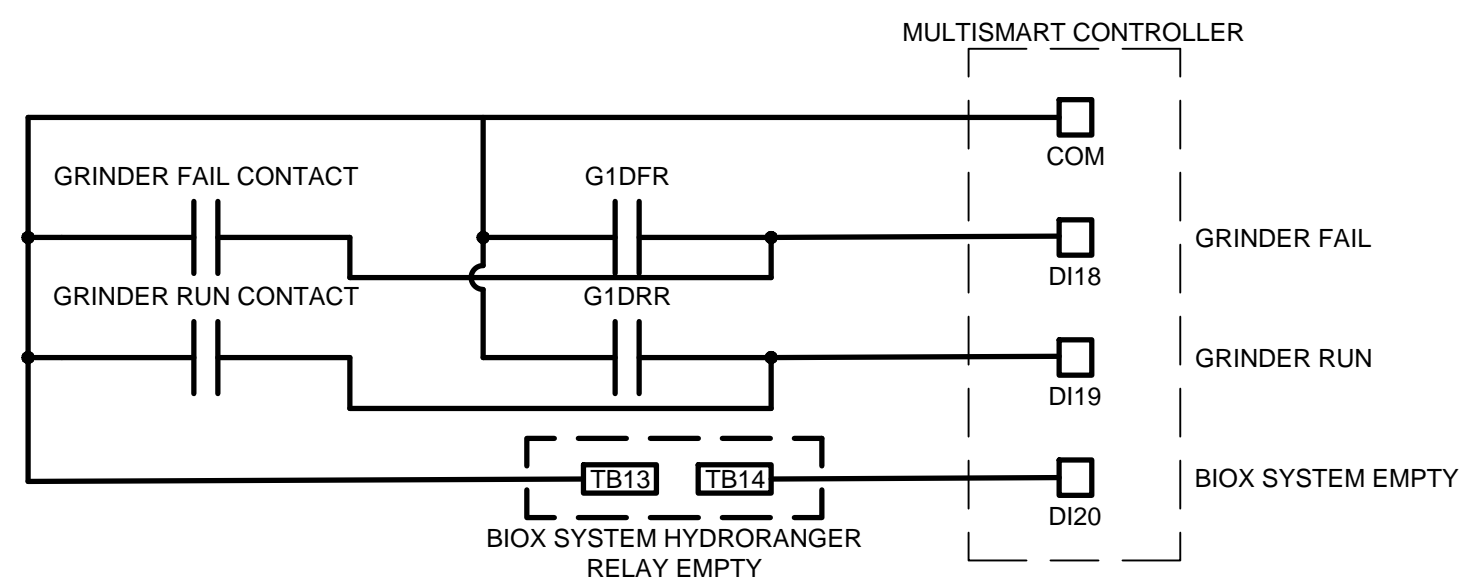 MULTISMART CONTROLLER
COM
GRINDER FAIL CONTACT
G1DFR
GRINDER FAIL
DI18
GRINDER RUN CONTACT
G1DRR
GRINDER RUN
DI19
TB13
TB14
BIOX SYSTEM EMPTY
DI20
BIOX SYSTEM HYDRORANGER
RELAY EMPTY